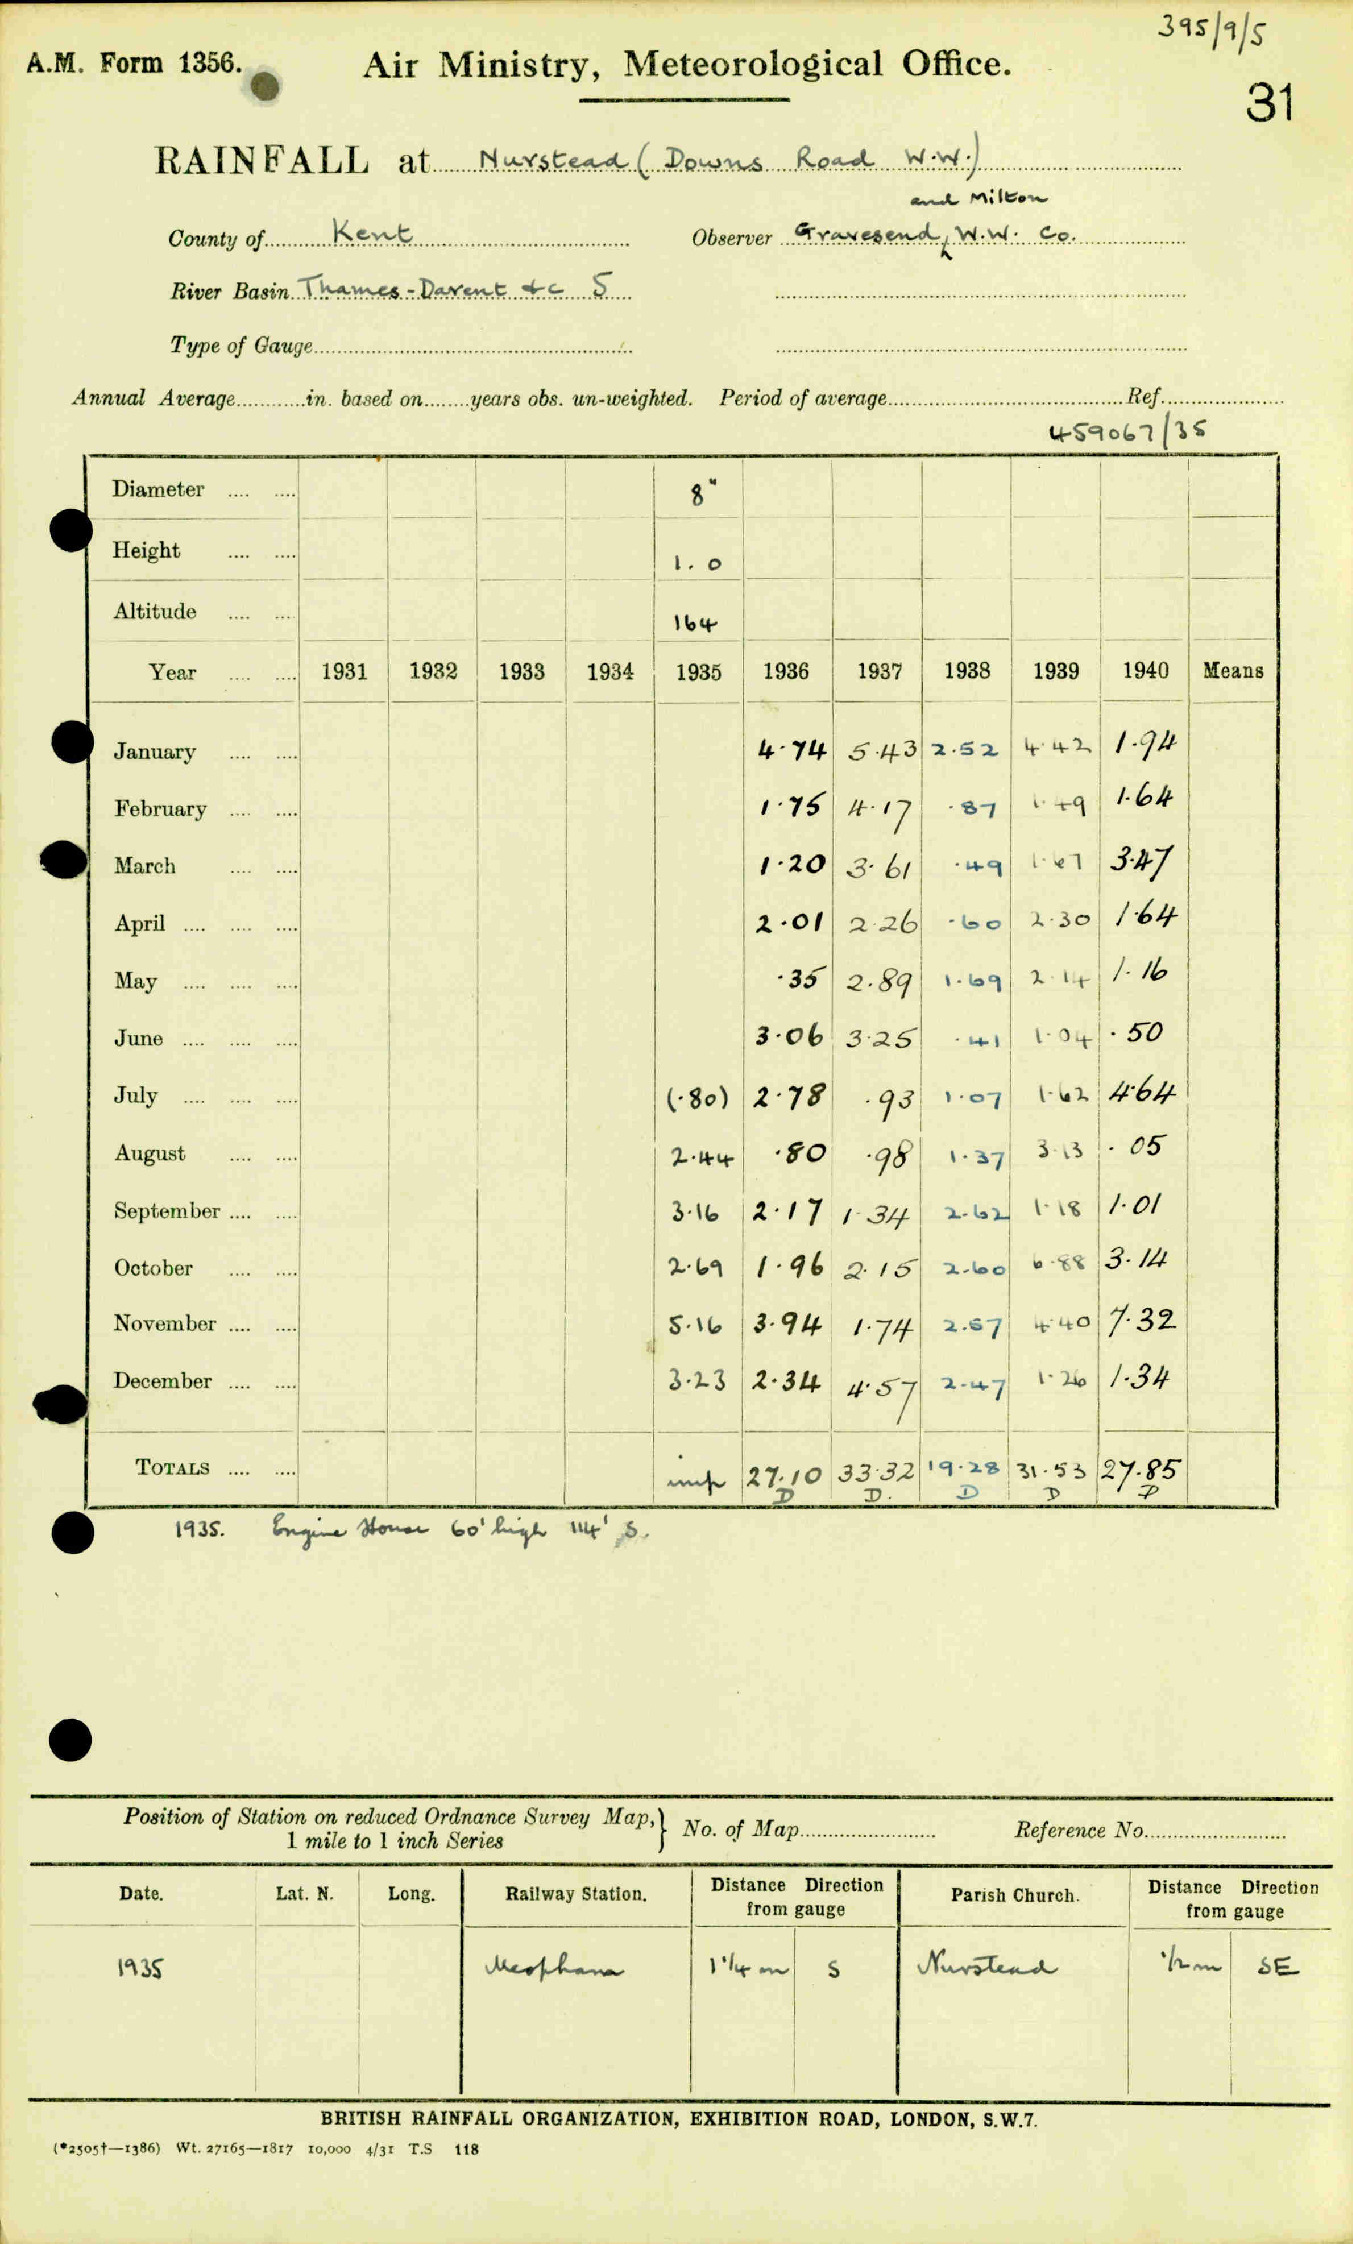 395/9/5
A.M. Form 1356. Air Ministry, Meteorological Office.
31
RAINFALL at Nurstead (Downs Road W.W.)
and Milton
County of Kent Observer Gravesend W.W. Co.
River Basin Thames-Darent &c 5
Type of Gauge
Annual Average in. based on years obs. un-weighted. Period of average Ref.
459067/35
Diameter 8"
Height 1.0
Altitude 164
Year 1931 1932 1933 1934 1935 1936 1937 1938 1939 1940 Means
January 4.74 5.43 2.52 4.42 1.94
February 1.75 4.17 .87 1.49 1.64
March 1.20 3.61 .49 1.67 3.47
April 2.01 2.26 .60 2.30 1.64
May .35 2.89 1.69 2.14 1.16
June 3.06 3.25 .41 1.04 .50
July (.80) 2.78 .93 1.07 1.62 4.64
August 2.44 .80 .98 1.37 3.13 .05
September 3.16 2.17 1.34 2.62 1.18 1.01
October 2.69 1.96 2.15 2.60 6.88 3.14
November 5.16 3.94 1.74 2.57 4.40 7.32
December 3.23 2.34 4.57 2.47 1.26 1.34
TOTALS imp 27.10 33.32 19.28 31.53 27.85
D D. D D D
1935. Engine House 60' high 114' S.
Position of Station on reduced Ordnance Survey Map,} No. of Map Reference No.
1 mile to 1 inch Series
Date. Lat. N. Long. Railway Station. Distance Direction from gauge Parish Church. Distance Direction from gauge
1935 Meopham 1 1/4 m S Nurstead 1/2 m SE
BRITISH RAINFALL ORGANIZATION, EXHIBITION ROAD, LONDON, S.W.7.
(*2505†—1386) Wt. 27165—1817 10,000 4/31 T.S 118